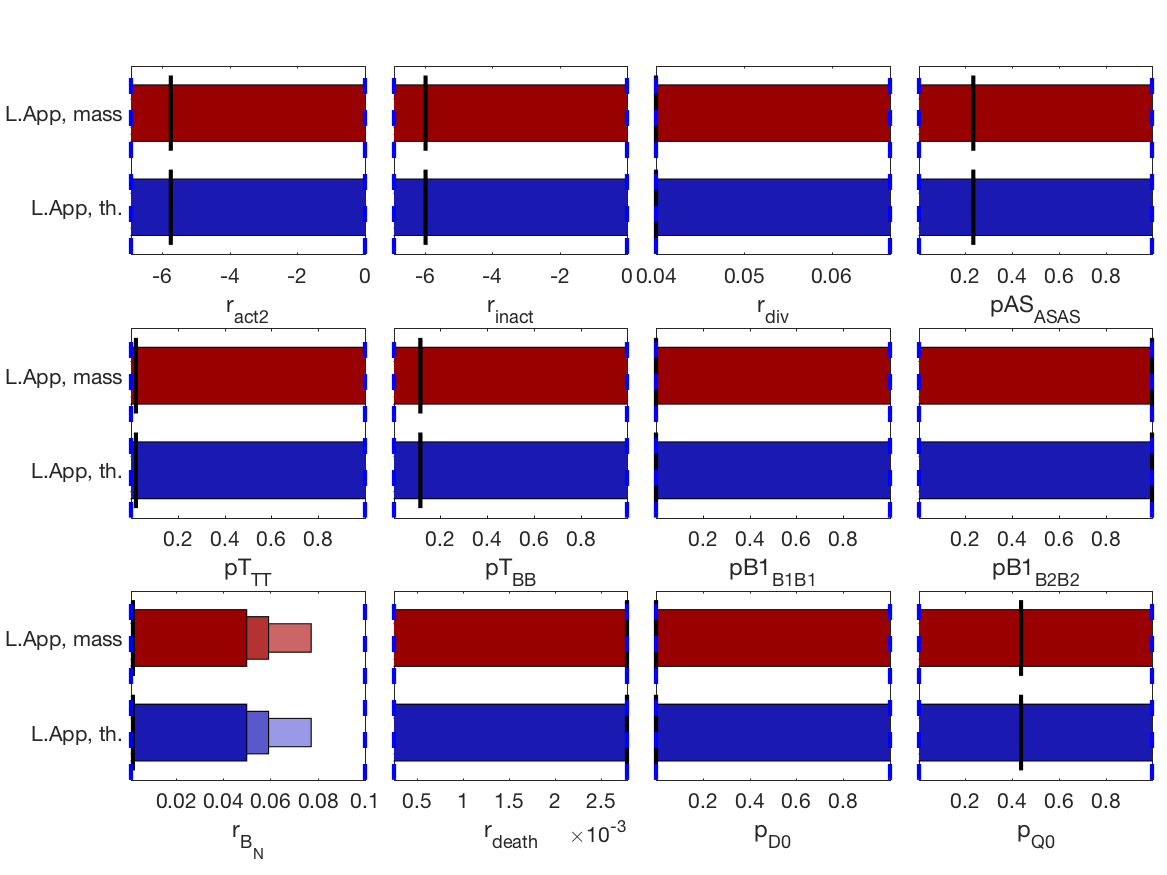 L.App, mass
L.App, th.
-6 -4 -2 0
r_act2
-6 -4 -2 0
r_inact
0.04 0.05 0.06
r_div
0.2 0.4 0.6 0.8
pAS_ASAS
L.App, mass
L.App, th.
0.2 0.4 0.6 0.8
pT_TT
0.2 0.4 0.6 0.8
pT_BB
0.2 0.4 0.6 0.8
pB1_B1B1
0.2 0.4 0.6 0.8
pB1_B2B2
L.App, mass
L.App, th.
0.02 0.04 0.06 0.08 0.1
r_B_N
0.5 1 1.5 2 2.5
r_death ×10^-3
0.2 0.4 0.6 0.8
p_D0
0.2 0.4 0.6 0.8
p_Q0